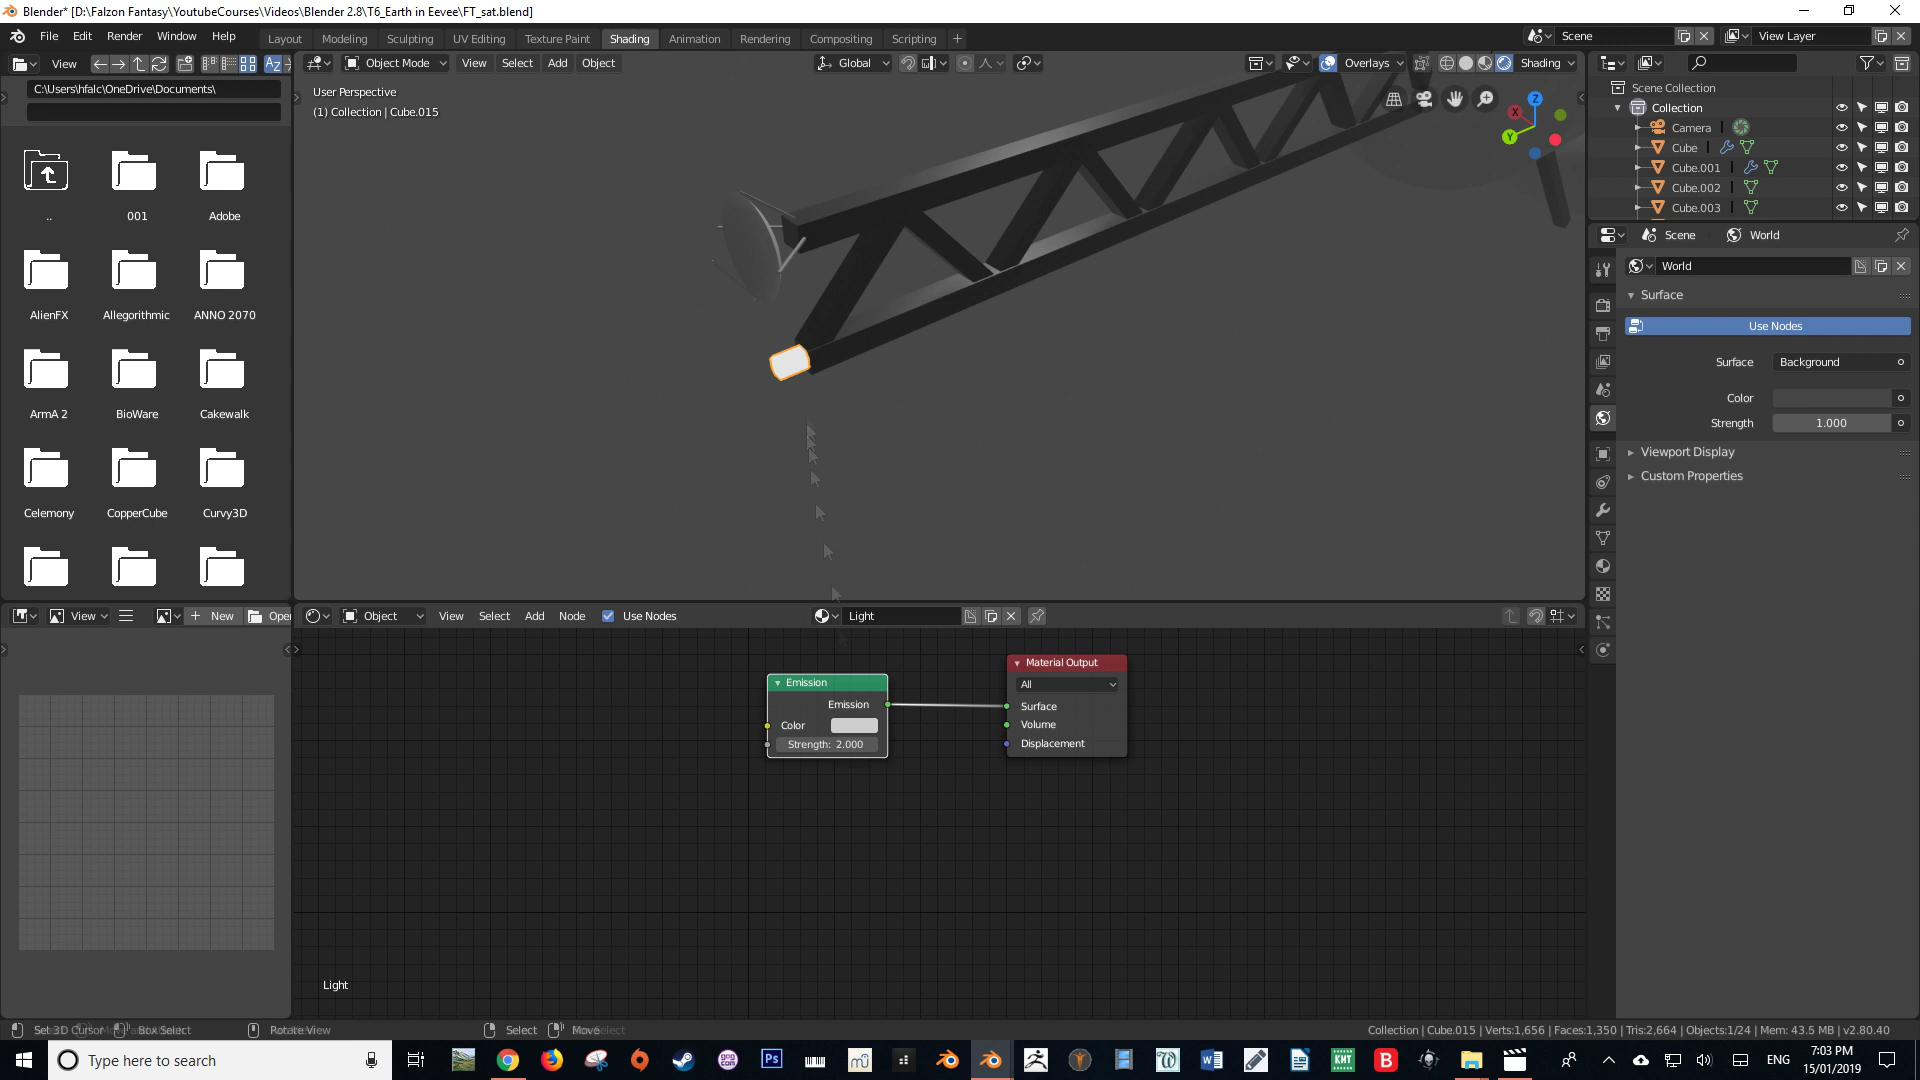 Blender* [D:\Falzon Fantasy\YoutubeCourses\Videos\Blender 2.8\T6_Earth in Eevee\FT_sat.blend]
File Edit Render Window Help
Layout Modeling Sculpting UV Editing Texture Paint Shading Animation Rendering Compositing Scripting +
Scene View Layer
View Az
Object Mode View Select Add Object Global Overlays Shading
C:\Users\hfalc\OneDrive\Documents\
User Perspective
(1) Collection | Cube.015
Z X Y
Scene Collection
Collection
Camera
Cube
Cube.001
Cube.002
Cube.003
.. 001 Adobe
AlienFX Allegorithmic ANNO 2070
ArmA 2 BioWare Cakewalk
Celemony CopperCube Curvy3D
Scene World
World
Surface
Use Nodes
Surface Background
Color
Strength 1.000
Viewport Display
Custom Properties
View + New Open
Object View Select Add Node Use Nodes Light
Emission
Emission
Color
Strength: 2.000
Material Output
All
Surface
Volume
Displacement
Light
Set 3D Cursor Box Select Rotate View Select Move
Collection | Cube.015 | Verts:1,656 | Faces:1,350 | Tris:2,664 | Objects:1/24 | Mem: 43.5 MB | v2.80.40
Type here to search
Ps W KMT B
ENG
7:03 PM
15/01/2019